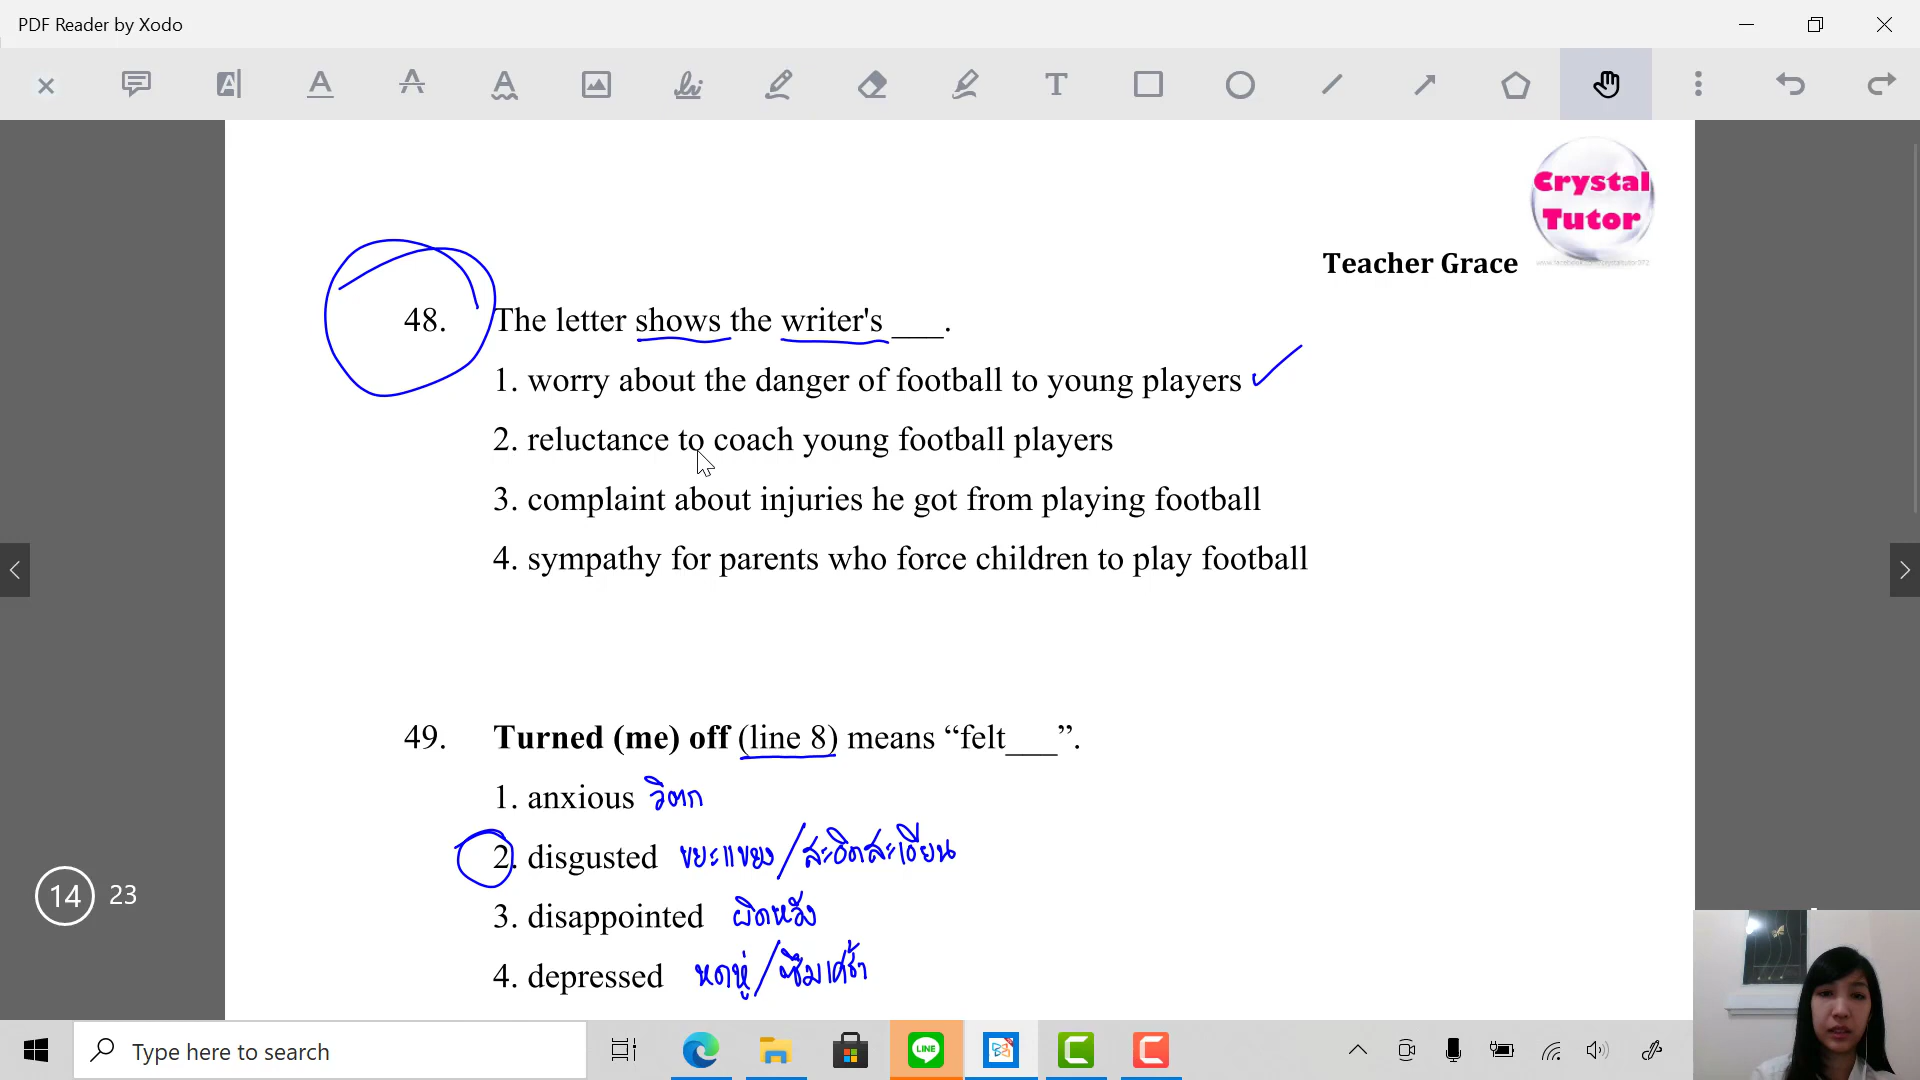 PDF Reader by Xodo
Crystal
Tutor
Teacher Grace
48. The letter shows the writer's ___.
1. worry about the danger of football to young players
2. reluctance to coach young football players
3. complaint about injuries he got from playing football
4. sympathy for parents who force children to play football
49. Turned (me) off (line 8) means “felt___”.
1. anxious วิตก
2. disgusted ขยะแขยง/สะอิดสะเอียน
3. disappointed ผิดหวัง
4. depressed หดหู่/ซึมเศร้า
14 23
Type here to search
LINE